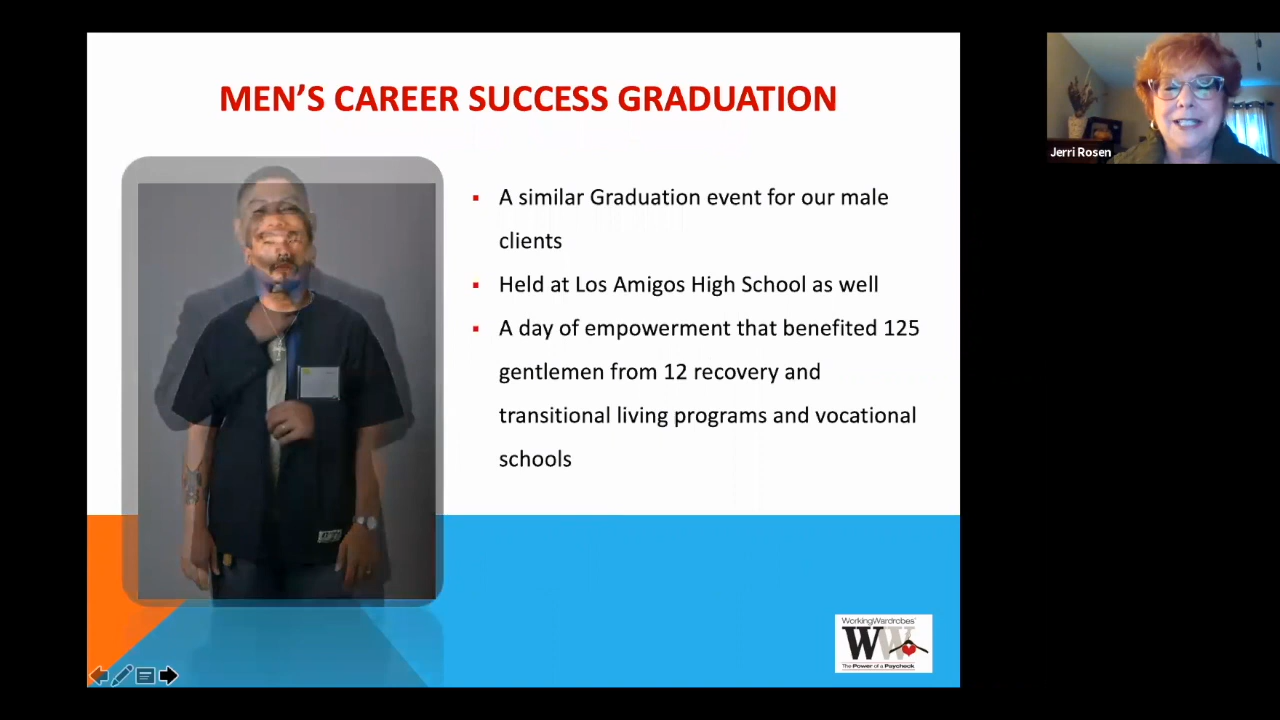 MEN’S CAREER SUCCESS GRADUATION
Jerri Rosen
▪ A similar Graduation event for our male
clients
▪ Held at Los Amigos High School as well
▪ A day of empowerment that benefited 125
gentlemen from 12 recovery and
transitional living programs and vocational
schools
WorkingWardrobes
WW
The Power of a Paycheck